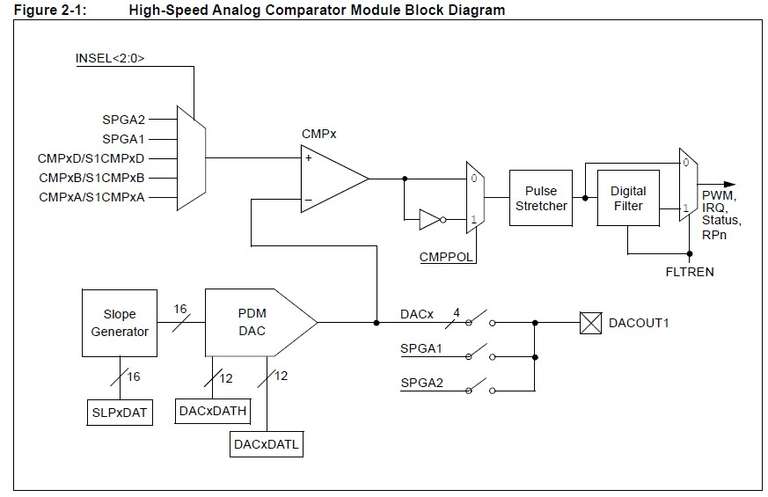 Figure 2-1: High-Speed Analog Comparator Module Block Diagram
INSEL<2:0>
SPGA2
SPGA1
CMPxD/S1CMPxD
CMPxB/S1CMPxB
CMPxA/S1CMPxA
CMPx
+
–
0
1
CMPPOL
Pulse
Stretcher
Digital
Filter
0
1
PWM,
IRQ,
Status,
RPn
FLTREN
Slope
Generator
16
PDM
DAC
16
12
12
SLPxDAT
DACxDATH
DACxDATL
DACx
4
SPGA1
SPGA2
DACOUT1